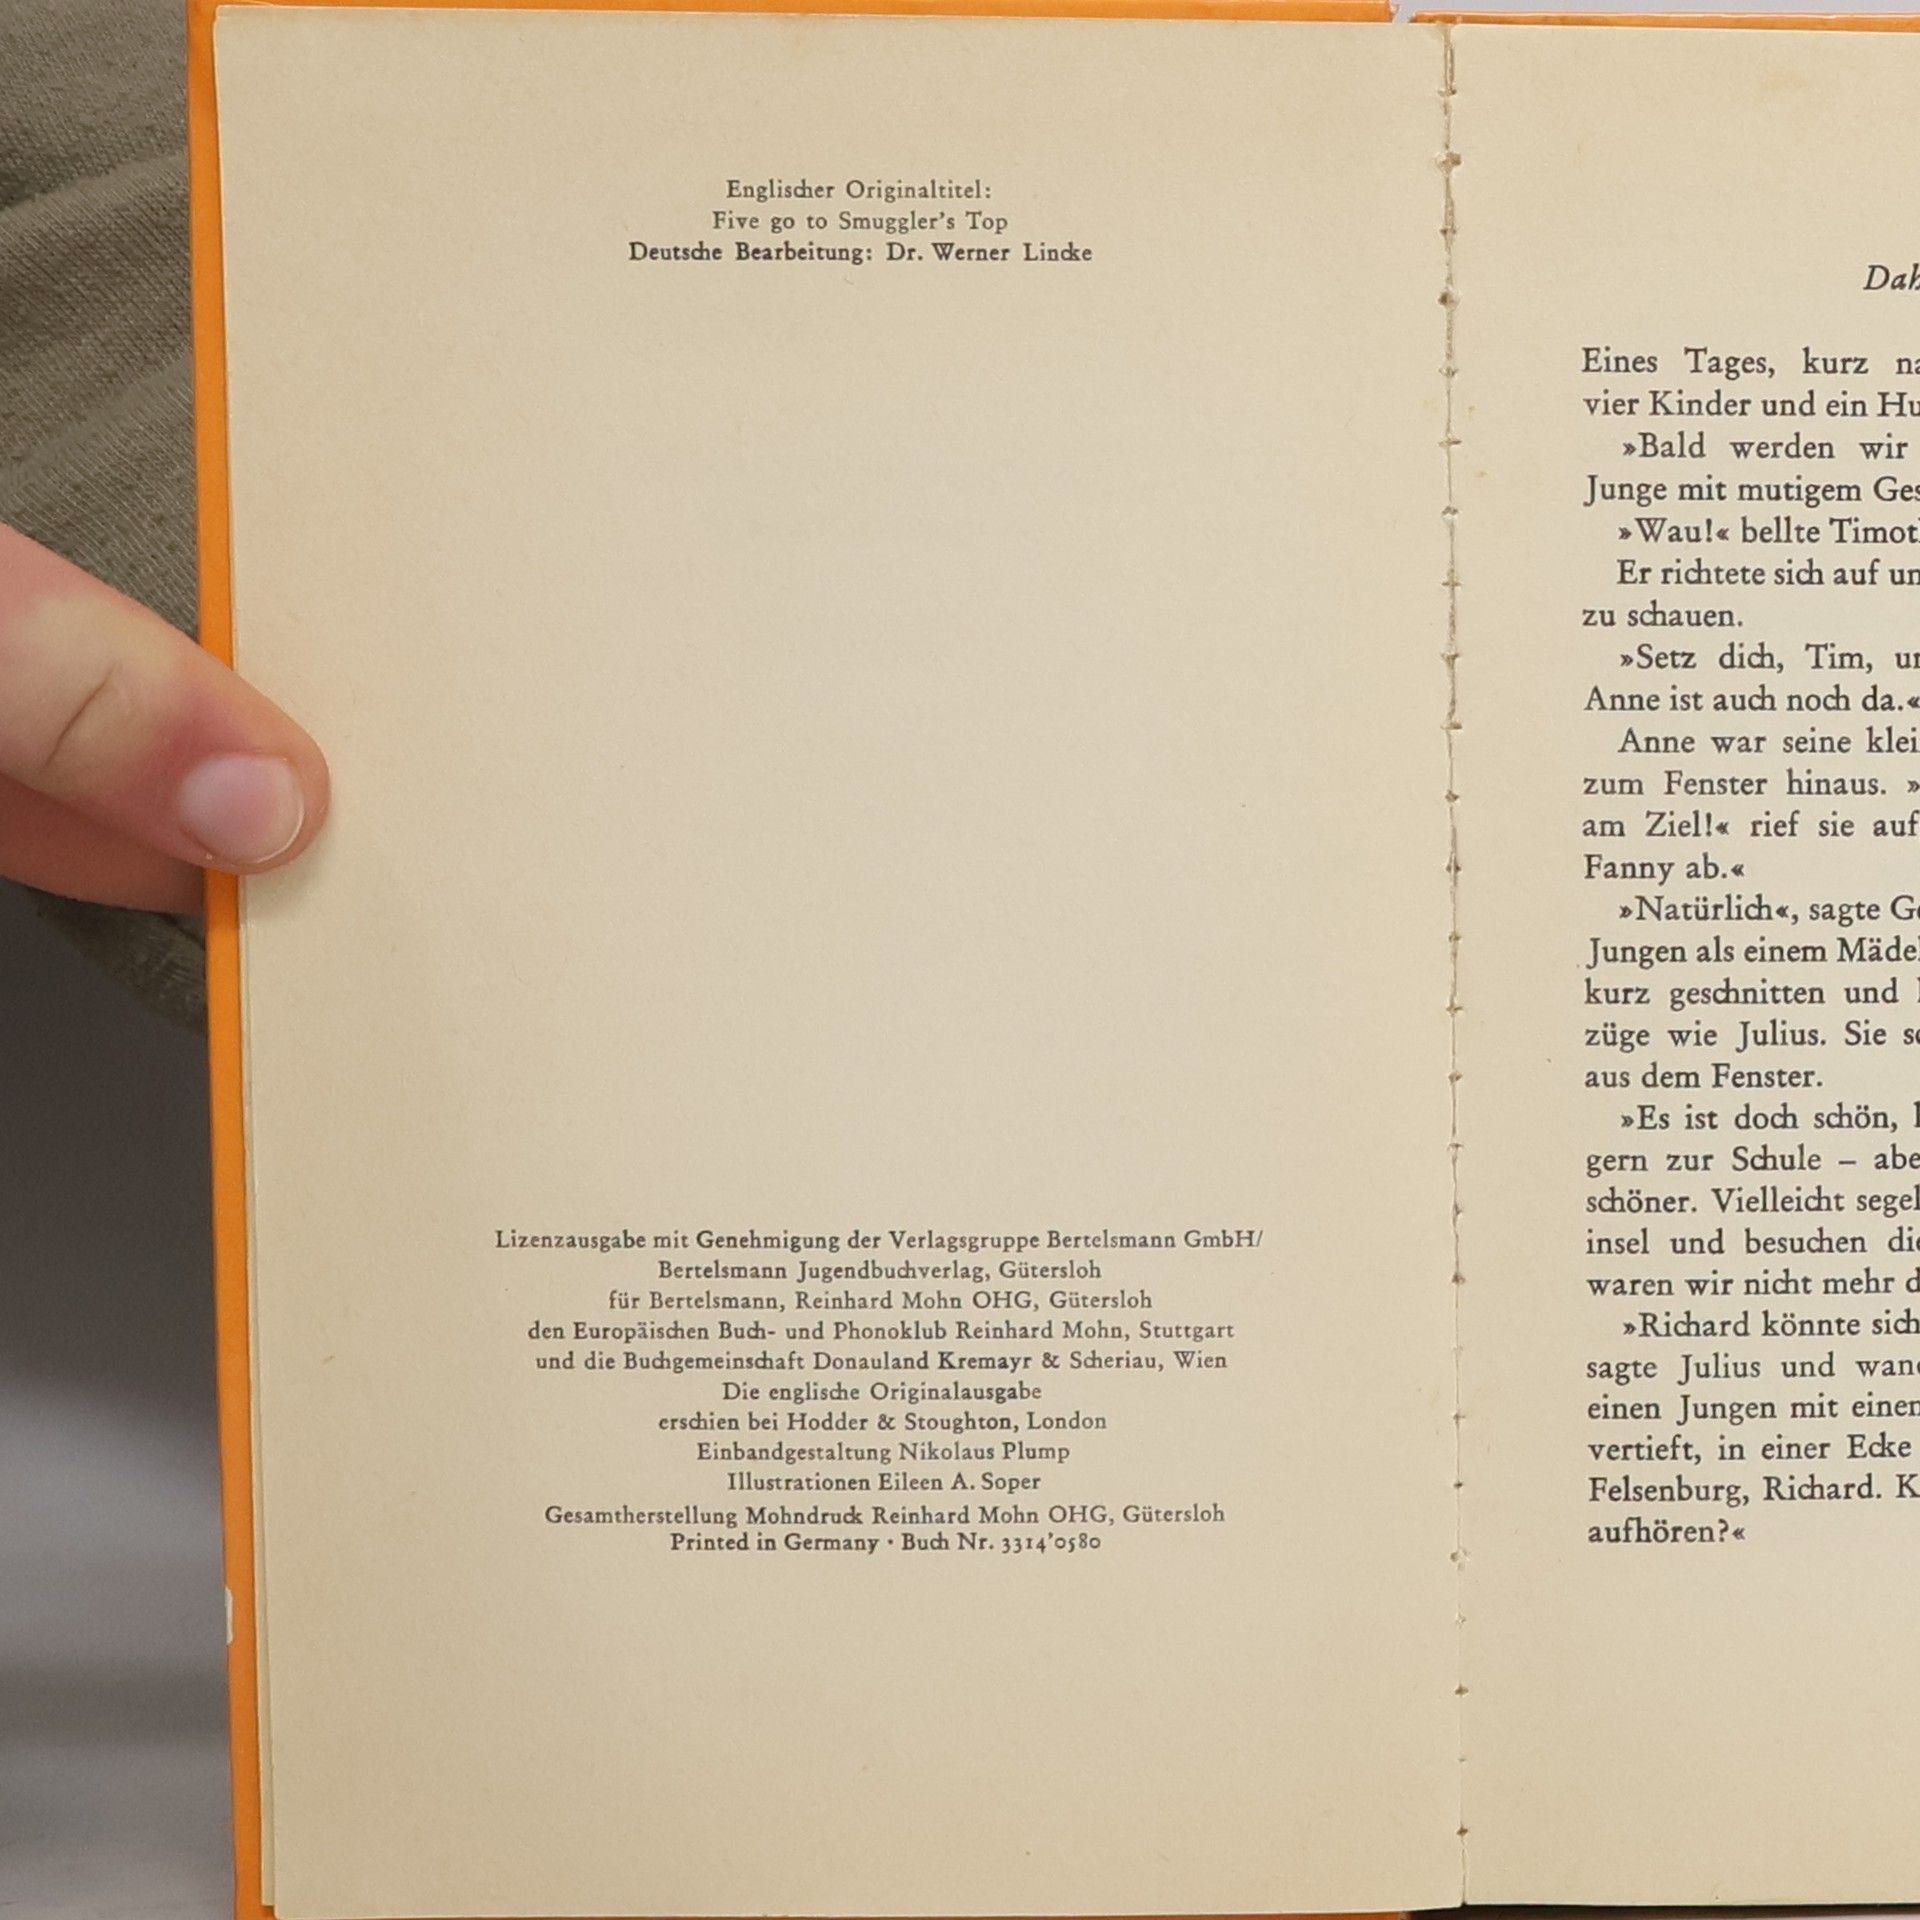 Englischer Originaltitel:
Five go to Smuggler's Top
Deutsche Bearbeitung: Dr. Werner Lincke
Lizenzausgabe mit Genehmigung der Verlagsgruppe Bertelsmann GmbH/
Bertelsmann Jugendbuchverlag, Gütersloh
für Bertelsmann, Reinhard Mohn OHG, Gütersloh
den Europäischen Buch- und Phonoklub Reinhard Mohn, Stuttgart
und die Buchgemeinschaft Donauland Kremayr & Scheriau, Wien
Die englische Originalausgabe
erschien bei Hodder & Stoughton, London
Einbandgestaltung Nikolaus Plump
Illustrationen Eileen A. Soper
Gesamtherstellung Mohndruck Reinhard Mohn OHG, Gütersloh
Printed in Germany · Buch Nr. 3314'0580
Eines Tages, kurz
vier Kinder und ein
»Bald werden wir
Junge mit mutigem
»Wau!« bellte
Er richtete sich auf
zu schauen.
»Setz dich, Tim,
Anne ist auch noch da.«
Anne war seine
zum Fenster hinaus. »
am Ziel!« rief sie auf
Fanny ab.«
»Natürlich«, sagte
Jungen als einem
kurz geschnitten und
züge wie Julius. Sie
aus dem Fenster.
»Es ist doch schön,
gern zur Schule –
schöner. Vielleicht
insel und besuchen
waren wir nicht mehr
»Richard könnte sich
sagte Julius und
einen Jungen mit
vertieft, in einer Ecke
Felsenburg, Richard.
aufhören?«